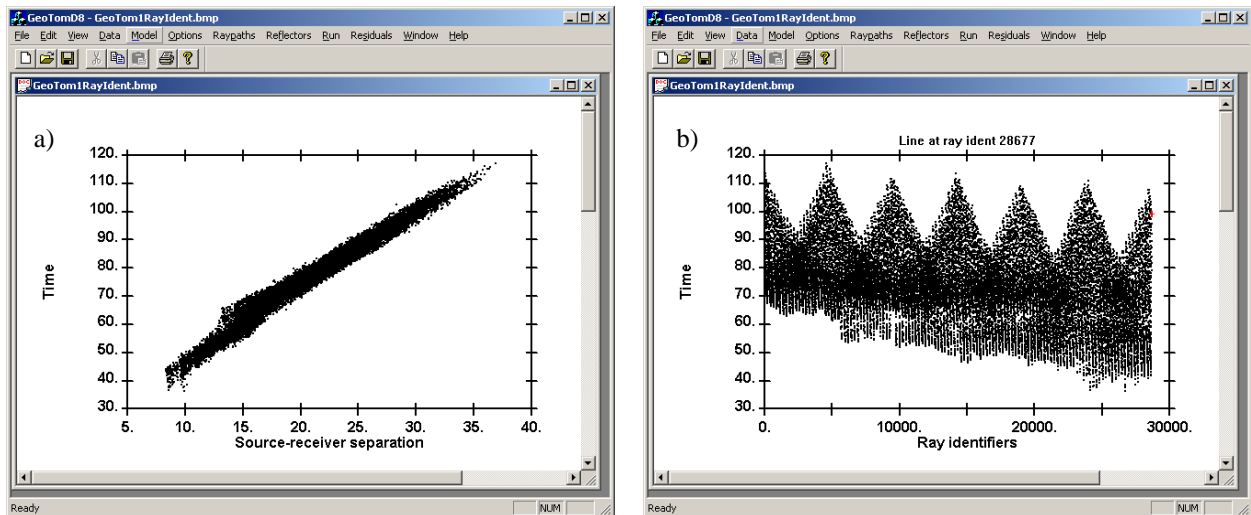 GeoTomD8 - GeoTom1RayIdent.bmp
File Edit View Data Model Options Raypaths Reflectors Run Residuals Window Help
GeoTom1RayIdent.bmp
a)
120.
110.
100.
90.
80.
70.
60.
50.
40.
30.
Time
5. 10. 15. 20. 25. 30. 35. 40.
Source-receiver separation
Ready NUM
GeoTomD8 - GeoTom1RayIdent.bmp
File Edit View Data Model Options Raypaths Reflectors Run Residuals Window Help
GeoTom1RayIdent.bmp
b)
Line at ray ident 28677
120.
110.
100.
90.
80.
70.
60.
50.
40.
30.
Time
0. 10000. 20000. 30000.
Ray identifiers
Ready NUM